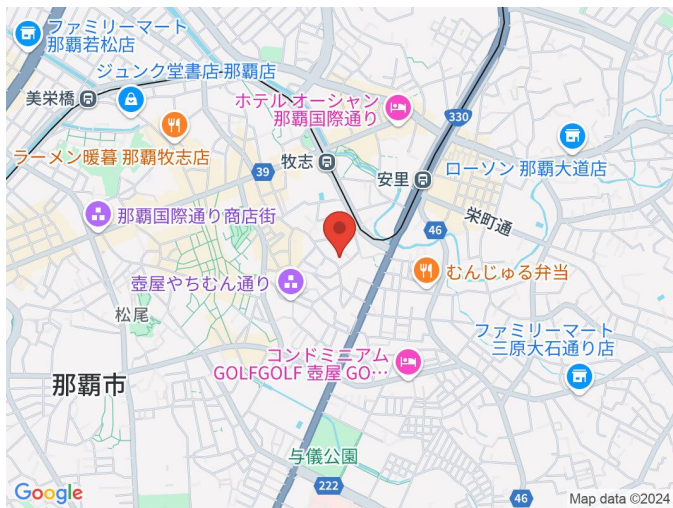 ファミリーマート
那覇若松店
ジュンク堂書店 那覇店
美栄橋
ホテル オーシャン
那覇国際通り
330
ラーメン暖暮 那覇牧志店
牧志
39
安里
ローソン 那覇大道店
栄町通
那覇国際通り商店街
46
壺屋やちむん通り
むんじゅる弁当
松尾
ファミリーマート
三原大石通り店
コンドミニアム
GOLFGOLF 壺屋 GO…
那覇市
与儀公園
222
Google
46
Map data ©2024